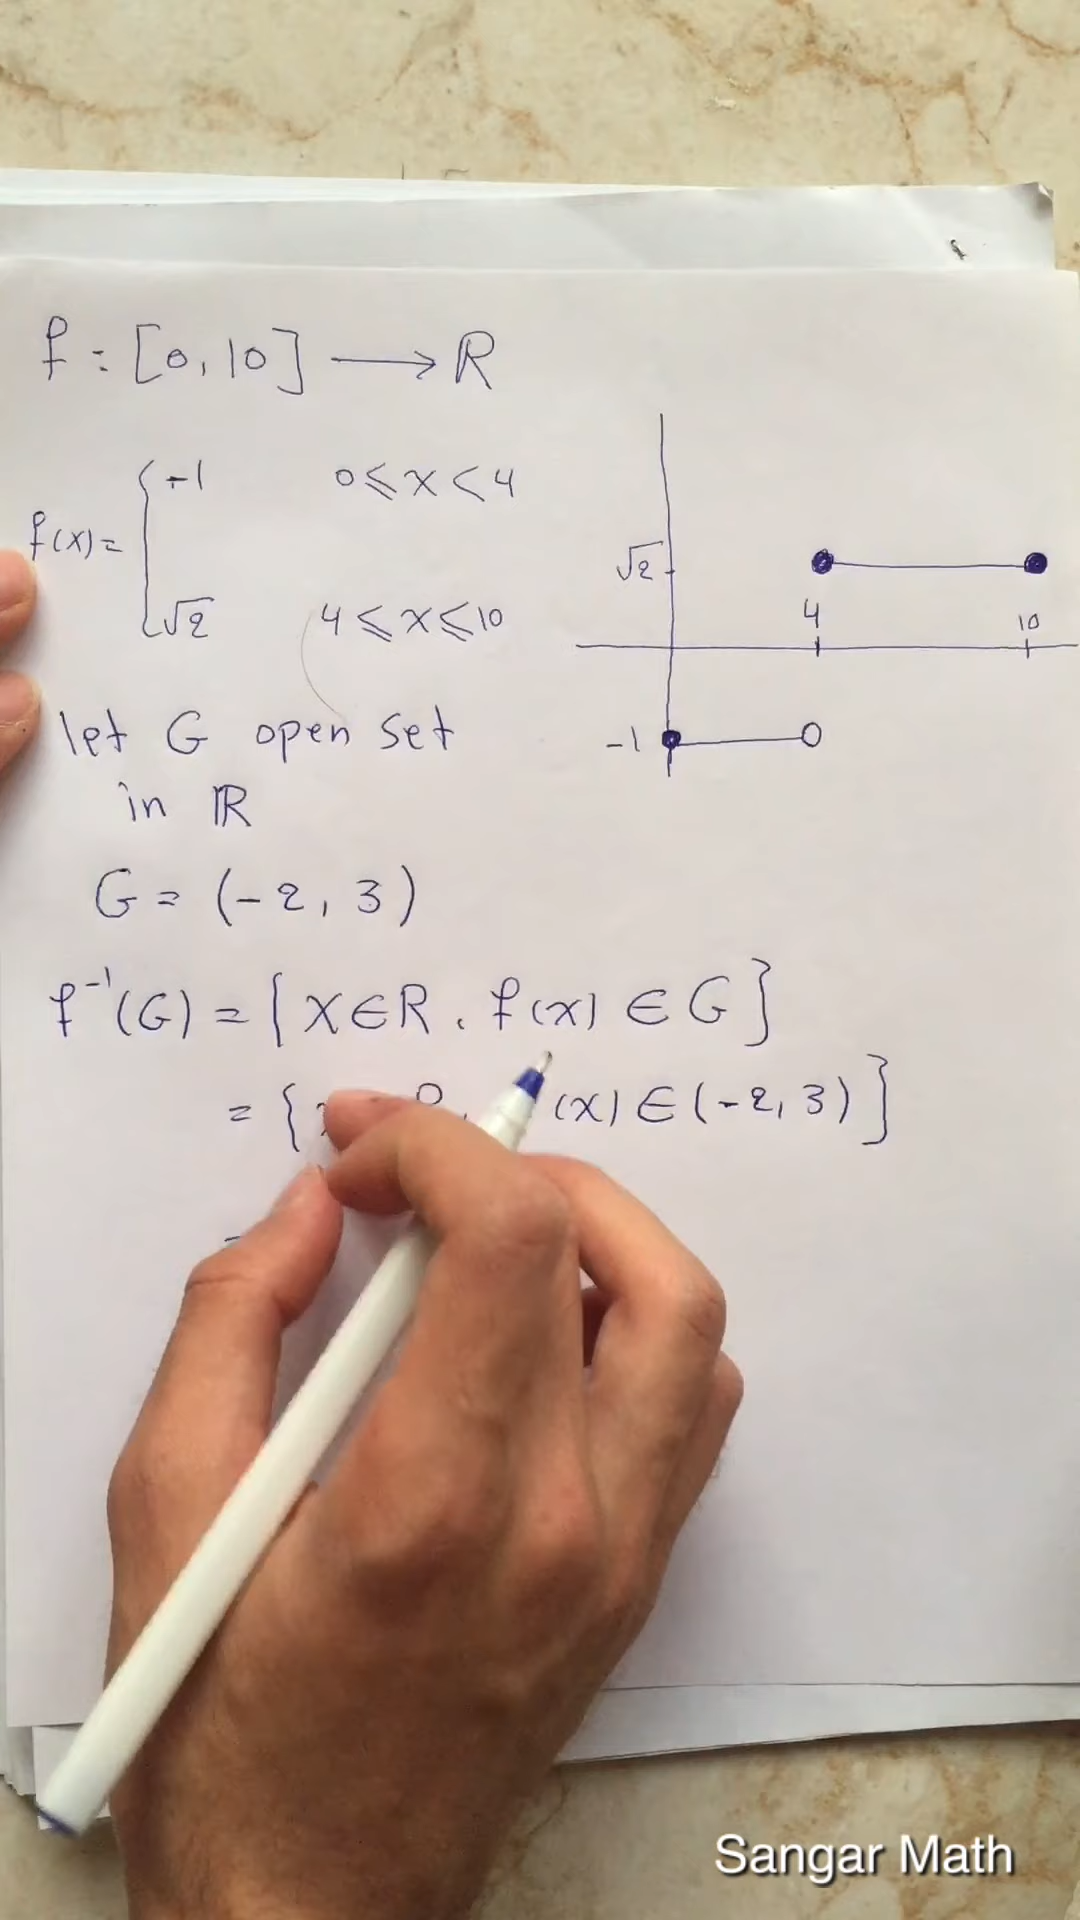 f : [0, 10] ⟶ R
f(x) = { -1   0 ⩽ x < 4
√2   4 ⩽ x ⩽ 10
√2
4
10
-1
let G open set
in ℝ
G = (-2, 3)
f⁻¹(G) = { x ∈ R . f(x) ∈ G }
= { (x) ∈ (-2, 3) }
Sangar Math